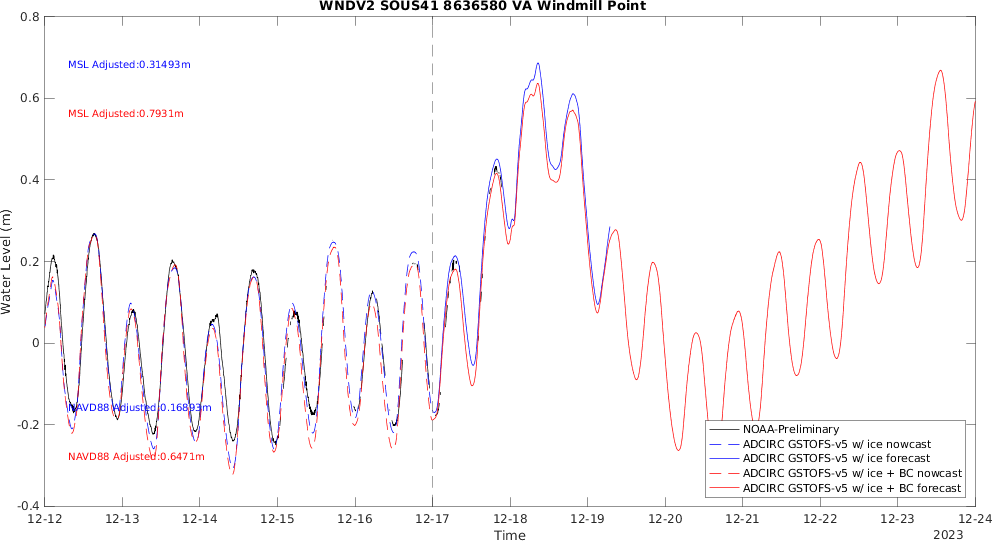 WNDV2 SOUS41 8636580 VA Windmill Point
0.8
MSL Adjusted:0.31493m
0.6
MSL Adjusted:0.7931m
0.4
0.2
Water Level (m)
0
NAVD88 Adjusted:0.16893m
-0.2
NAVD88 Adjusted:0.6471m
-0.4
NOAA-Preliminary
ADCIRC GSTOFS-v5 w/ ice nowcast
ADCIRC GSTOFS-v5 w/ ice forecast
ADCIRC GSTOFS-v5 w/ ice + BC nowcast
ADCIRC GSTOFS-v5 w/ ice + BC forecast
12-12 12-13 12-14 12-15 12-16 12-17 12-18 12-19 12-20 12-21 12-22 12-23 12-24
Time
2023